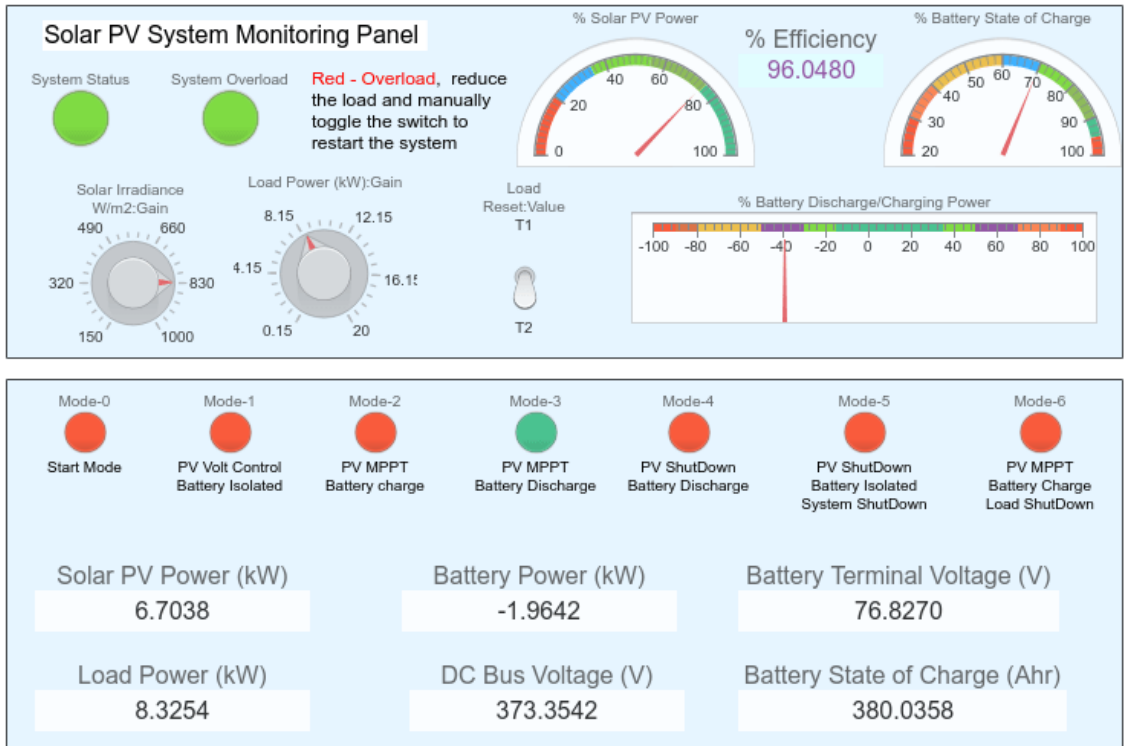 Solar PV System Monitoring Panel
System Status
System Overload
Red - Overload, reduce
the load and manually
toggle the switch to
restart the system
% Solar PV Power
0
20
40
60
80
100
% Efficiency
96.0480
% Battery State of Charge
20
30
40
50
60
70
80
90
100
Solar Irradiance
W/m2:Gain
150
320
490
660
830
1000
Load Power (kW):Gain
0.15
4.15
8.15
12.15
16.15
20
Load
Reset:Value
T1
T2
% Battery Discharge/Charging Power
-100
-80
-60
-40
-20
0
20
40
60
80
100
Mode-0
Start Mode
Mode-1
PV Volt Control
Battery Isolated
Mode-2
PV MPPT
Battery charge
Mode-3
PV MPPT
Battery Discharge
Mode-4
PV ShutDown
Battery Discharge
Mode-5
PV ShutDown
Battery Isolated
System ShutDown
Mode-6
PV MPPT
Battery Charge
Load ShutDown
Solar PV Power (kW)
6.7038
Battery Power (kW)
-1.9642
Battery Terminal Voltage (V)
76.8270
Load Power (kW)
8.3254
DC Bus Voltage (V)
373.3542
Battery State of Charge (Ahr)
380.0358